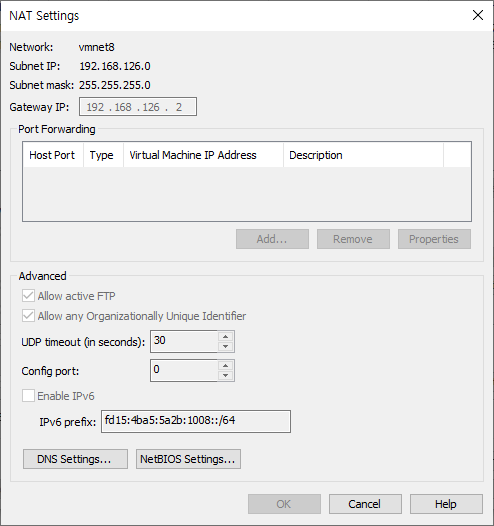 NAT Settings
Network: vmnet8
Subnet IP: 192.168.126.0
Subnet mask: 255.255.255.0
Gateway IP: 192 . 168 . 126 . 2
Port Forwarding
Host Port Type Virtual Machine IP Address Description
Add... Remove Properties
Advanced
Allow active FTP
Allow any Organizationally Unique Identifier
UDP timeout (in seconds): 30
Config port: 0
Enable IPv6
IPv6 prefix: fd15:4ba5:5a2b:1008::/64
DNS Settings... NetBIOS Settings...
OK Cancel Help